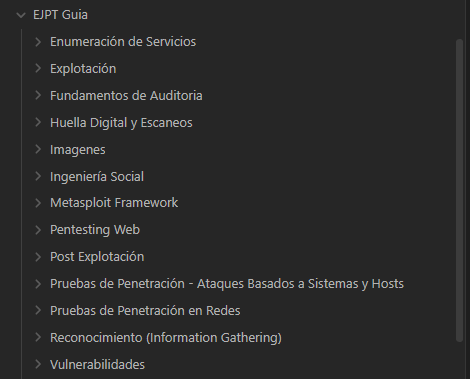 EJPT Guia
Enumeración de Servicios
Explotación
Fundamentos de Auditoria
Huella Digital y Escaneos
Imagenes
Ingeniería Social
Metasploit Framework
Pentesting Web
Post Explotación
Pruebas de Penetración - Ataques Basados a Sistemas y Hosts
Pruebas de Penetración en Redes
Reconocimiento (Information Gathering)
Vulnerabilidades